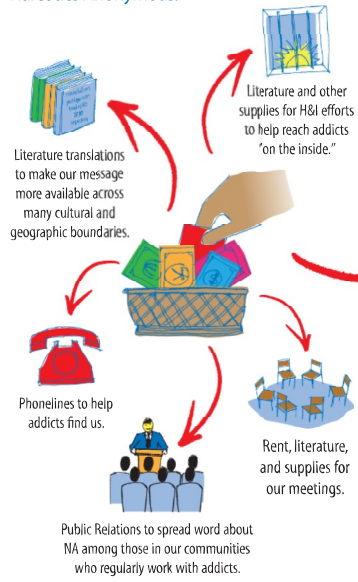 Literature and other
supplies for H&I efforts
to help reach addicts
"on the inside."
Literature translations
to make our message
more available across
many cultural and
geographic boundaries.
Phonelines to help
addicts find us.
Rent, literature,
and supplies for
our meetings.
Public Relations to spread word about
NA among those in our communities
who regularly work with addicts.